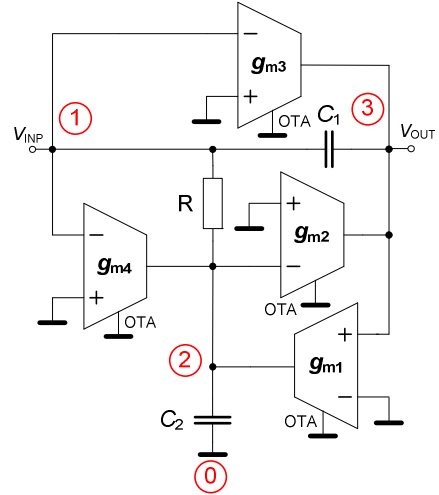 − gm3 + OTA
1 3
VINP C1 VOUT
R
− gm4 + OTA
+ gm2 − OTA
+ gm1 − OTA
2
C2
0